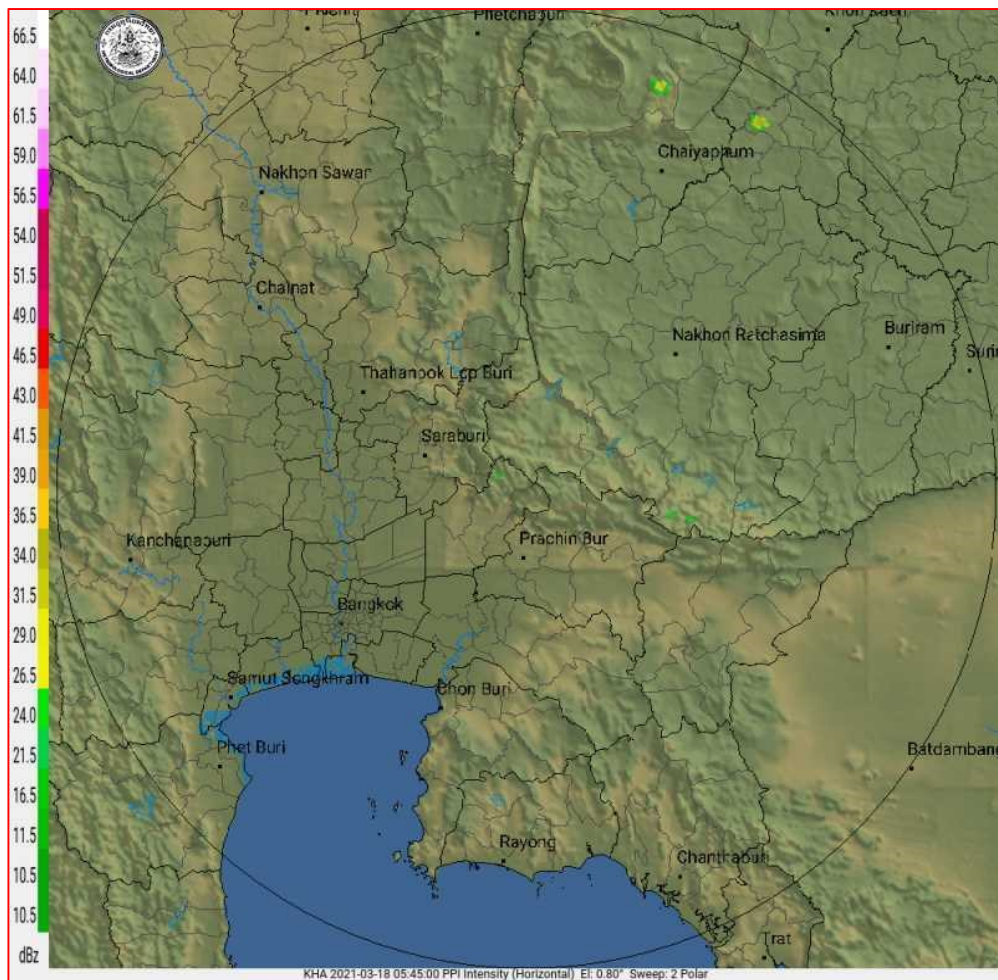 66.5
64.0
61.5
59.0
56.5
54.0
51.5
49.0
46.5
43.0
41.5
39.0
36.5
34.0
31.5
29.0
26.5
24.0
21.5
16.5
11.5
10.5
10.5
dBz
Phetchabun
Khon Kaen
Chaiyaphum
Nakhon Sawan
Chainat
Nakhon Ratchasima
Buriram
Surin
Thahanbok Lop Buri
Saraburi
Kanchanaburi
Prachin Bur
Bangkok
Samut Songkhram
Chon Buri
Phet Buri
Batdambang
Rayong
Chanthaburi
Trat
KHA 2021-03-18 05:45:00 PPI Intensity (Horizontal) El: 0.80° Sweep: 2 Polar